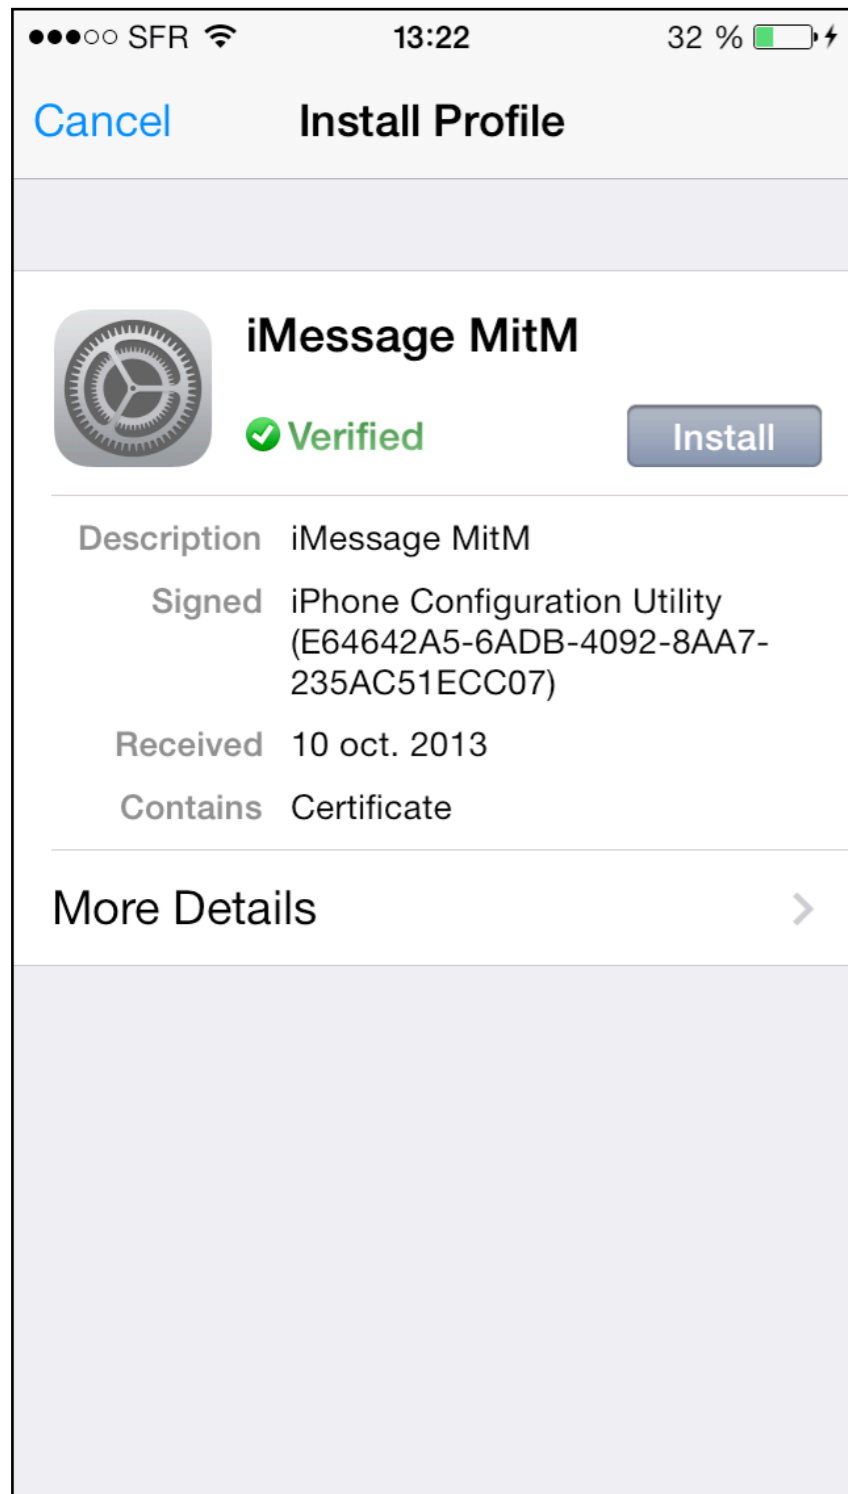 ●●●○○ SFR 13:22 32 %
Cancel Install Profile
iMessage MitM
Verified Install
Description iMessage MitM
Signed iPhone Configuration Utility
(E64642A5-6ADB-4092-8AA7-
235AC51ECC07)
Received 10 oct. 2013
Contains Certificate
More Details